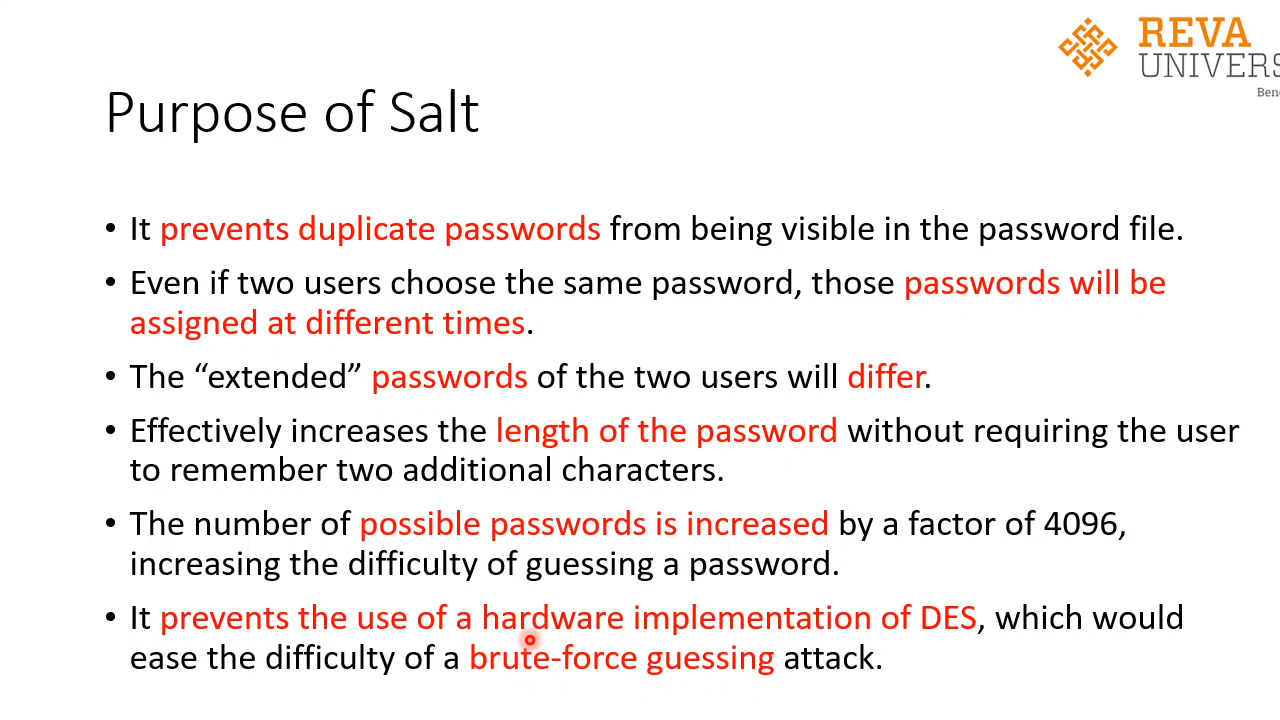 REVA
UNIVERS
Bene
Purpose of Salt
• It prevents duplicate passwords from being visible in the password file.
• Even if two users choose the same password, those passwords will be
assigned at different times.
• The “extended” passwords of the two users will differ.
• Effectively increases the length of the password without requiring the user
to remember two additional characters.
• The number of possible passwords is increased by a factor of 4096,
increasing the difficulty of guessing a password.
• It prevents the use of a hardware implementation of DES, which would
ease the difficulty of a brute-force guessing attack.